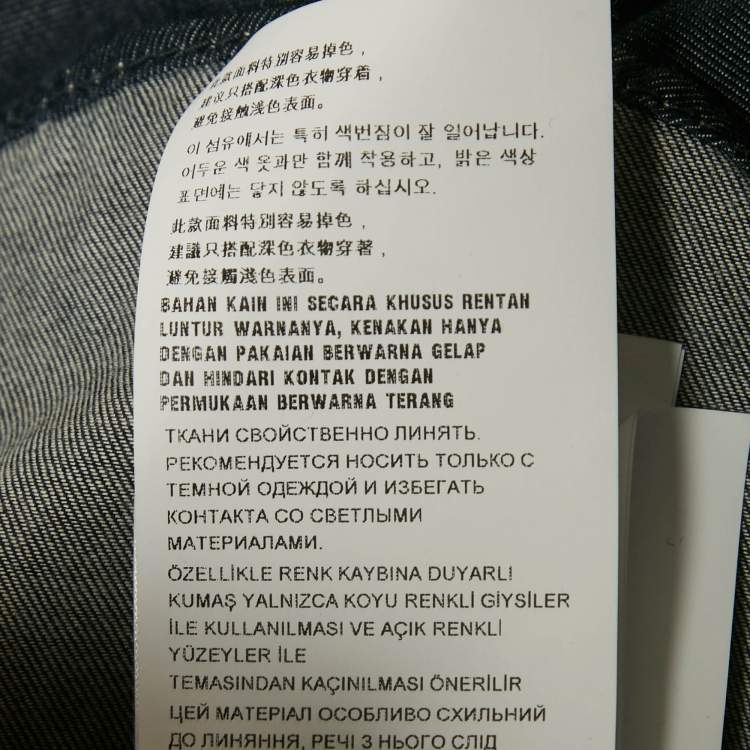 此款面料特别容易掉色，
建议只搭配深色衣物穿着，
避免接触浅色表面。
이 섬유에서는 특히 색번짐이 잘 일어납니다.
어두운 색 옷과만 함께 착용하고, 밝은 색상
표면에는 닿지 않도록 하십시오.
此款面料特別容易掉色，
建議只搭配深色衣物穿著，
避免接觸淺色表面。
BAHAN KAIN INI SECARA KHUSUS RENTAN
LUNTUR WARNANYA, KENAKAN HANYA
DENGAN PAKAIAN BERWARNA GELAP
DAN HINDARI KONTAK DENGAN
PERMUKAAN BERWARNA TERANG
ТКАНИ СВОЙСТВЕННО ЛИНЯТЬ.
РЕКОМЕНДУЕТСЯ НОСИТЬ ТОЛЬКО С
ТЕМНОЙ ОДЕЖДОЙ И ИЗБЕГАТЬ
КОНТАКТА СО СВЕТЛЫМИ
МАТЕРИАЛАМИ.
ÖZELLİKLE RENK KAYBINA DUYARLI
KUMAŞ YALNIZCA KOYU RENKLİ GİYSİLER
İLE KULLANILMASI VE AÇIK RENKLİ
YÜZEYLER İLE
TEMASINDAN KAÇINILMASI ÖNERİLİR
ЦЕЙ МАТЕРІАЛ ОСОБЛИВО СХИЛЬНИЙ
ДО ЛИНЯННЯ, РЕЧІ З НЬОГО СЛІД